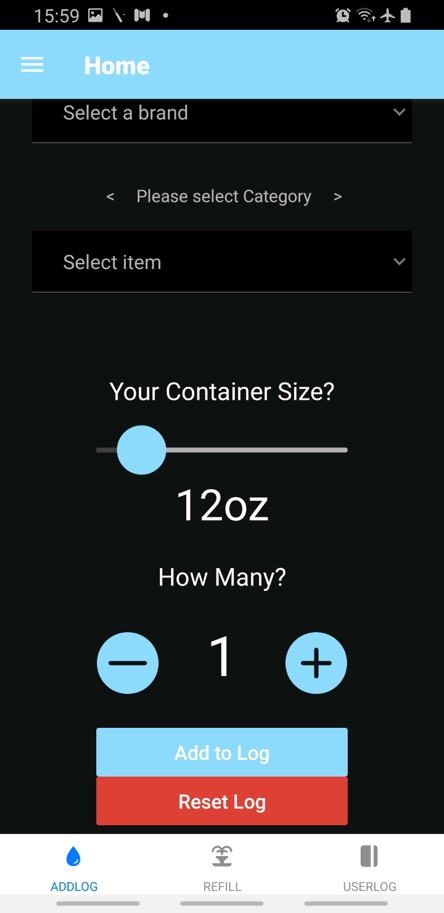 15:59
Home
Select a brand
< Please select Category >
Select item
Your Container Size?
12oz
How Many?
1
Add to Log
Reset Log
ADDLOG REFILL USERLOG